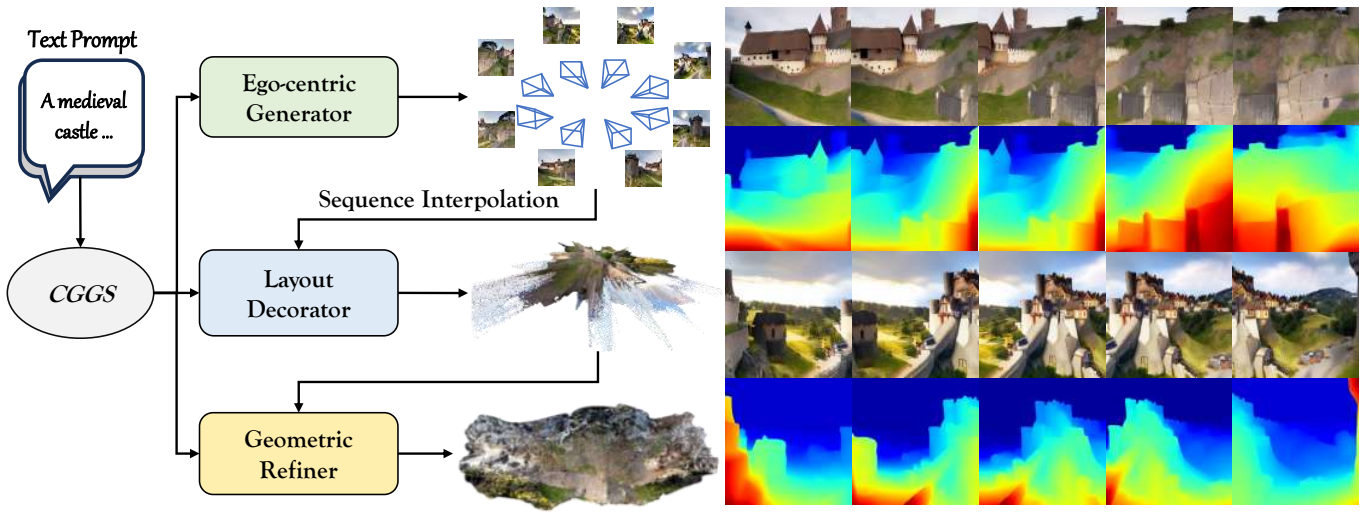 Text Prompt
A medieval
castle ...
CGGS
Ego-centric
Generator
Sequence Interpolation
Layout
Decorator
Geometric
Refiner